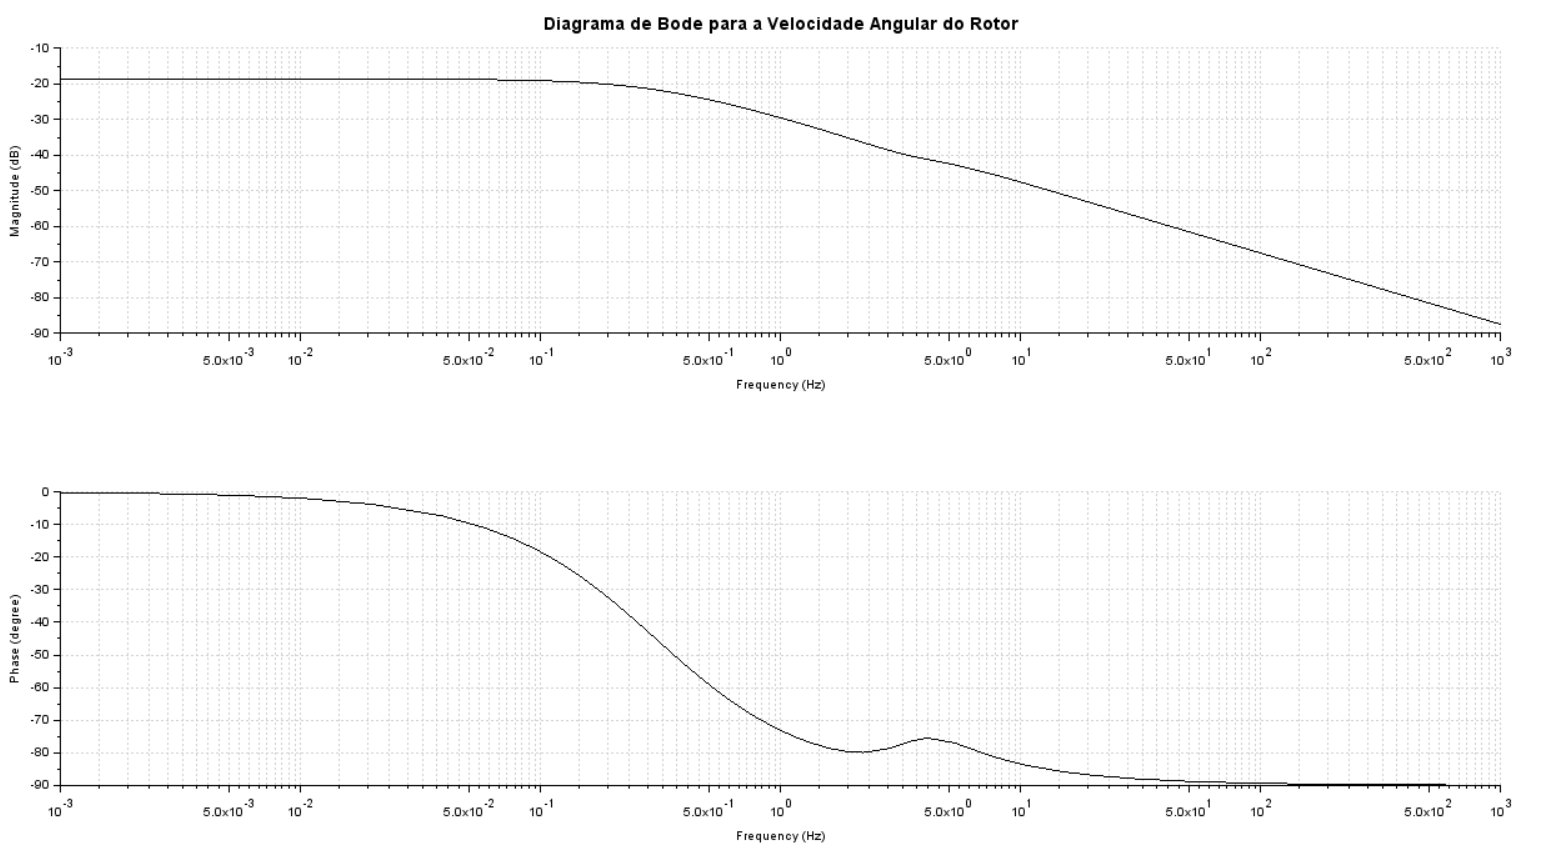 Diagrama de Bode para a Velocidade Angular do Rotor
-10
-20
-30
-40
-50
-60
-70
-80
-90
Magnitude (dB)
10^-3 5.0x10^-3 10^-2 5.0x10^-2 10^-1 5.0x10^-1 10^0 5.0x10^0 10^1 5.0x10^1 10^2 5.0x10^2 10^3
Frequency (Hz)
0
-10
-20
-30
-40
-50
-60
-70
-80
-90
Phase (degree)
10^-3 5.0x10^-3 10^-2 5.0x10^-2 10^-1 5.0x10^-1 10^0 5.0x10^0 10^1 5.0x10^1 10^2 5.0x10^2 10^3
Frequency (Hz)